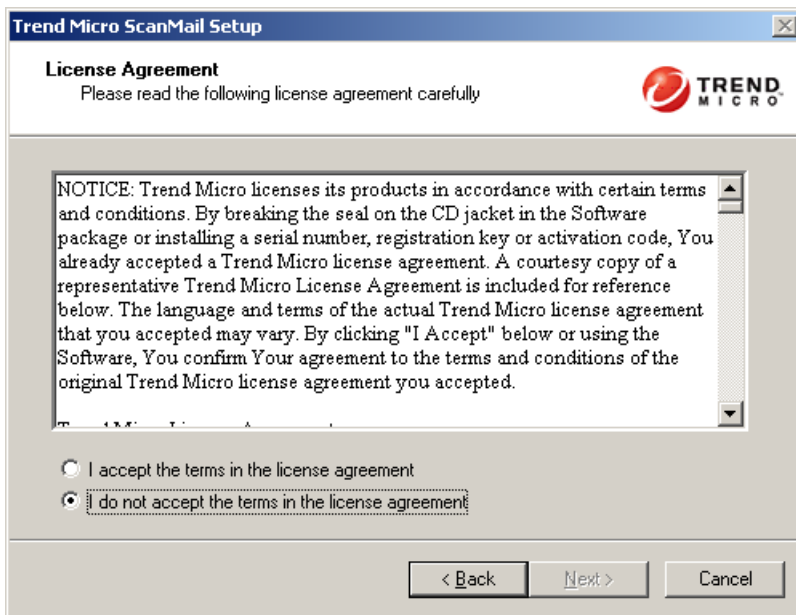 Trend Micro ScanMail Setup
License Agreement
Please read the following license agreement carefully
TREND
MICRO
NOTICE: Trend Micro licenses its products in accordance with certain terms
and conditions. By breaking the seal on the CD jacket in the Software
package or installing a serial number, registration key or activation code, You
already accepted a Trend Micro license agreement. A courtesy copy of a
representative Trend Micro License Agreement is included for reference
below. The language and terms of the actual Trend Micro license agreement
that you accepted may vary. By clicking "I Accept" below or using the
Software, You confirm Your agreement to the terms and conditions of the
original Trend Micro license agreement you accepted.
I accept the terms in the license agreement
I do not accept the terms in the license agreement
< Back
Next >
Cancel